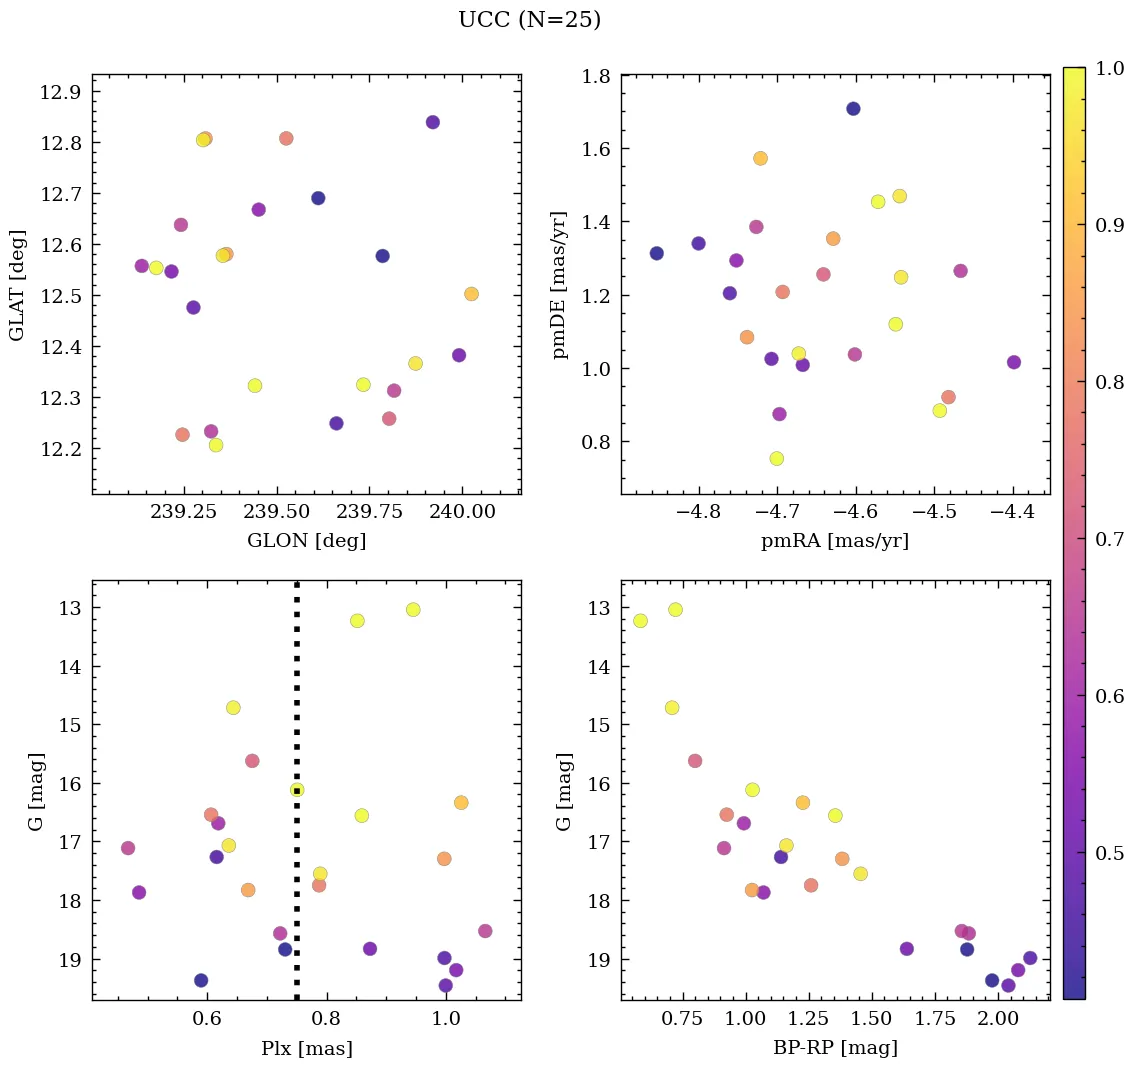 UCC (N=25)
12.9
12.8
12.7
12.6
12.5
12.4
12.3
12.2
GLAT [deg]
239.25 239.50 239.75 240.00
GLON [deg]
1.8
1.6
1.4
1.2
1.0
0.8
pmDE [mas/yr]
−4.8 −4.7 −4.6 −4.5 −4.4
pmRA [mas/yr]
13
14
15
16
17
18
19
G [mag]
0.6 0.8 1.0
Plx [mas]
13
14
15
16
17
18
19
G [mag]
0.75 1.00 1.25 1.50 1.75 2.00
BP-RP [mag]
1.0
0.9
0.8
0.7
0.6
0.5